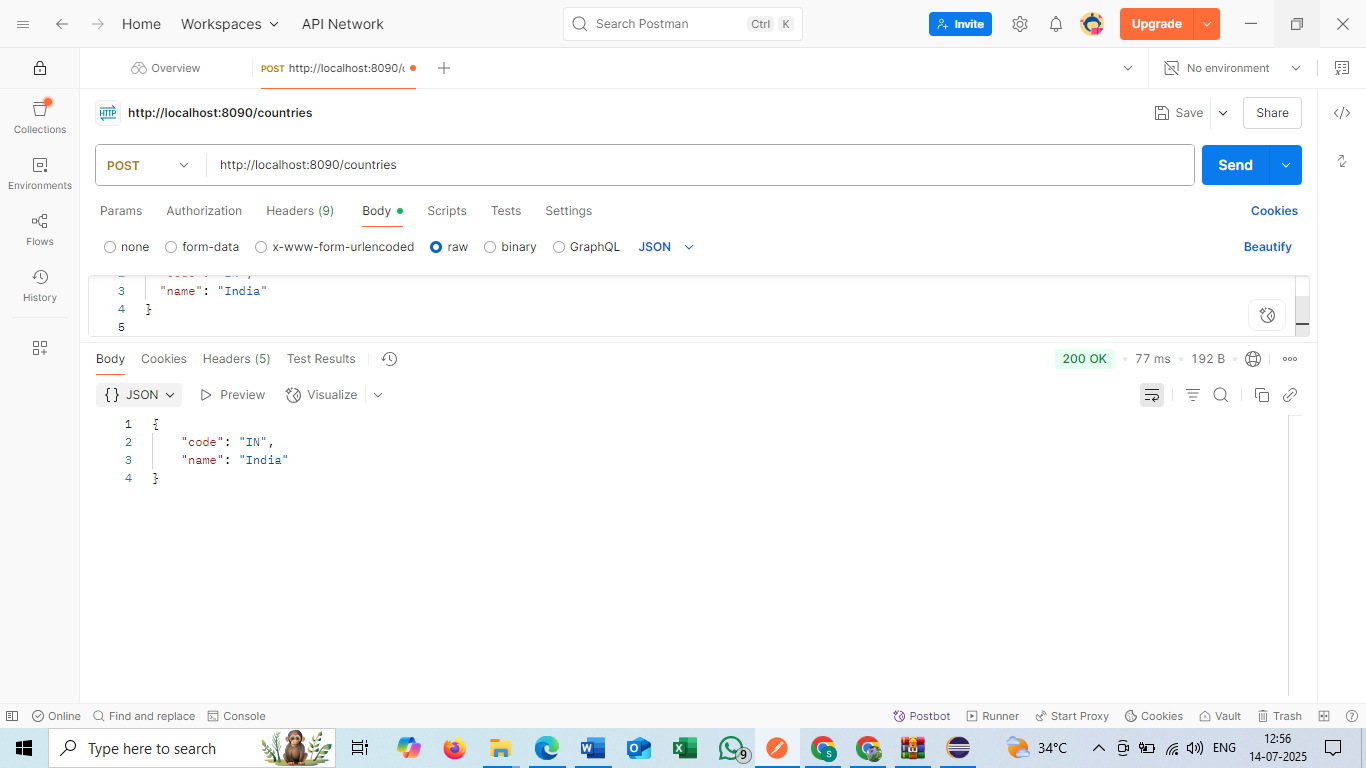 Home Workspaces API Network Search Postman Ctrl K Invite Upgrade
Overview POST http://localhost:8090/c No environment
HTTP http://localhost:8090/countries Save Share
Collections
POST http://localhost:8090/countries Send
Environments
Params Authorization Headers (9) Body Scripts Tests Settings Cookies
Flows
none form-data x-www-form-urlencoded raw binary GraphQL JSON Beautify
History
3 "name": "India"
4 }
5
Body Cookies Headers (5) Test Results 200 OK • 77 ms • 192 B
{} JSON Preview Visualize
1 {
2 "code": "IN",
3 "name": "India"
4 }
Online Find and replace Console Postbot Runner Start Proxy Cookies Vault Trash
Type here to search 9 S 34°C ENG 12:56
14-07-2025